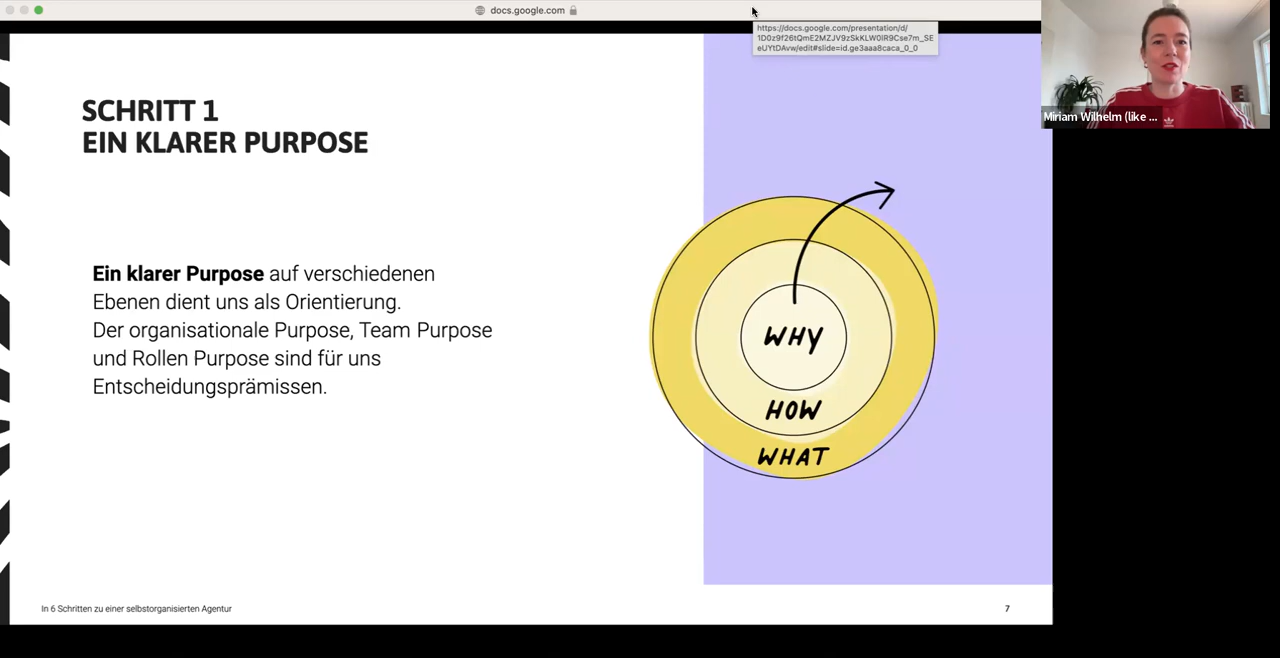 docs.google.com
https://docs.google.com/presentation/d/
1D0z9f26tQmE2MZJV9zSkKLW0lR9Cse7m_SE
eUYtDAvw/edit#slide=id.ge3aaa8caca_0_0
Miriam Wilhelm (like ...
SCHRITT 1
EIN KLARER PURPOSE
Ein klarer Purpose auf verschiedenen
Ebenen dient uns als Orientierung.
Der organisationale Purpose, Team Purpose
und Rollen Purpose sind für uns
Entscheidungsprämissen.
WHY
HOW
WHAT
In 6 Schritten zu einer selbstorganisierten Agentur
7